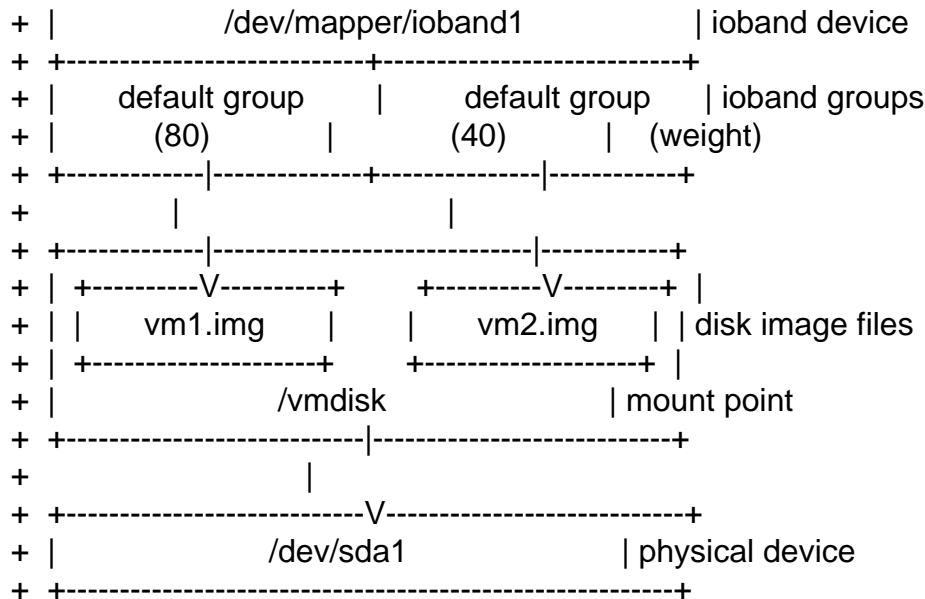 + | /dev/mapper/ioband1 | ioband device
+ +---------------------------+---------------------------+
+ | default group | default group | ioband groups
+ | (80) | (40) | (weight)
+ +-------------|-------------+--------------|------------+
+ | |
+ +-------------|----------------------------|------------+
+ | +----------V----------+ +----------V---------+ |
+ | | vm1.img | | vm2.img | | disk image files
+ | +---------------------+ +--------------------+ |
+ | /vmdisk | mount point
+ +---------------------------|---------------------------+
+ |
+ +---------------------------V---------------------------+
+ | /dev/sda1 | physical device
+ +-------------------------------------------------------+